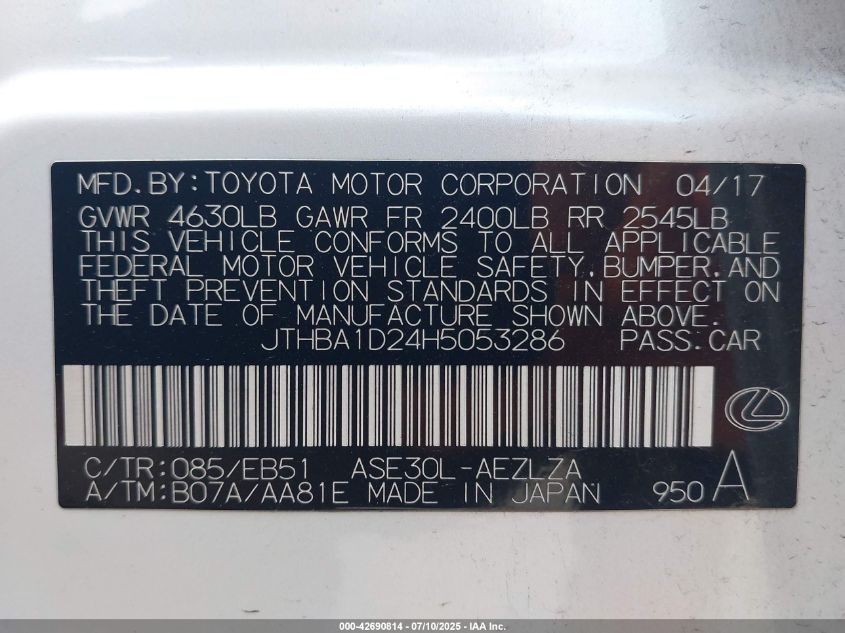 MFD.BY:TOYOTA MOTOR CORPORATION 04/17
GVWR 4630LB GAWR FR 2400LB RR 2545LB
THIS VEHICLE CONFORMS TO ALL APPLICABLE
FEDERAL MOTOR VEHICLE SAFETY,BUMPER,AND
THEFT PREVENTION STANDARDS IN EFFECT ON
THE DATE OF MANUFACTURE SHOWN ABOVE.
JTHBA1D24H5053286 PASS.CAR
C/TR:085/EB51 ASE30L-AEZLZA
A/TM:B07A/AA81E MADE IN JAPAN 950 A
000-42690814 - 07/10/2025 - IAA Inc.